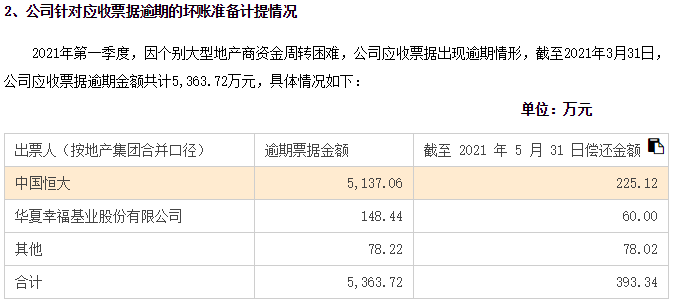 2、公司针对应收票据逾期的坏账准备计提情况
2021年第一季度，因个别大型地产商资金周转困难，公司应收票据出现逾期情形，截至2021年3月31日，
公司应收票据逾期金额共计5,363.72万元，具体情况如下：
单位：万元
出票人（按地产集团合并口径） 逾期票据金额 截至 2021 年 5 月 31 日偿还金额
中国恒大 5,137.06 225.12
华夏幸福基业股份有限公司 148.44 60.00
其他 78.22 78.02
合计 5,363.72 393.34